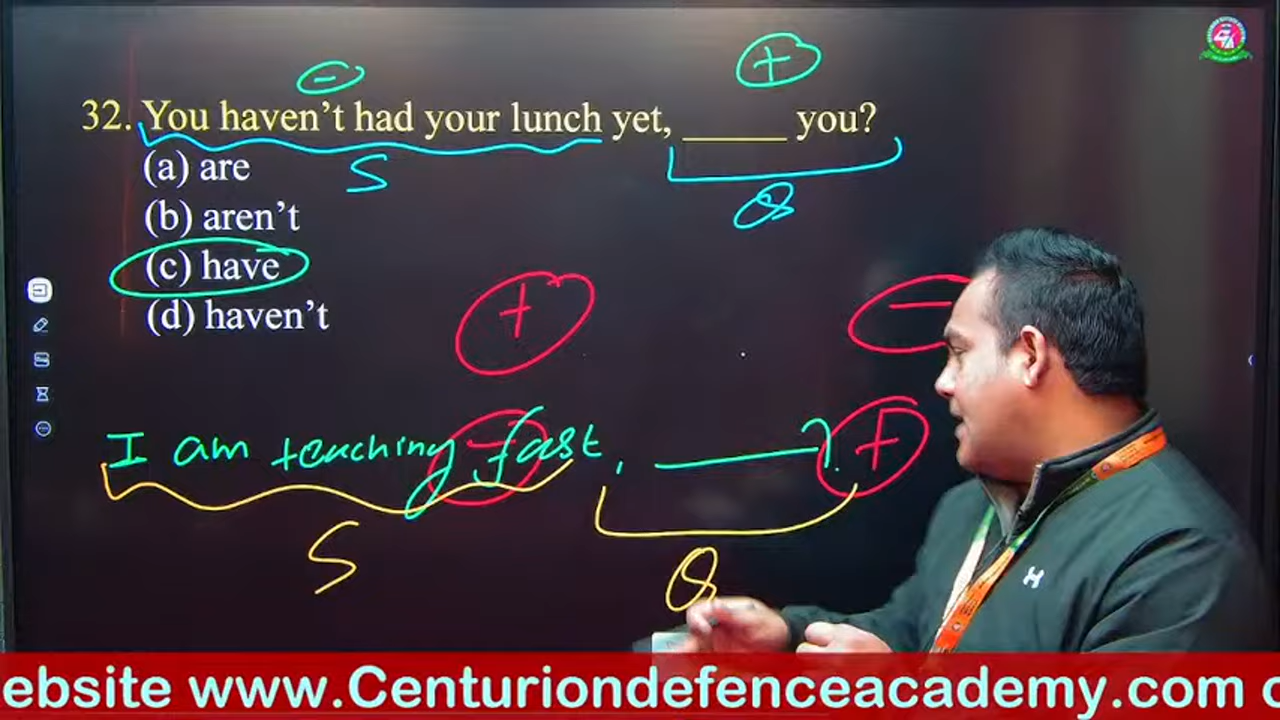 32. You haven't had your lunch yet, ______ you?
(a) are
(b) aren't
(c) have
(d) haven't
- +
S Q
+ -
I am teaching fast, ______?
- +
S Q
ebsite www.Centuriondefenceacademy.com o